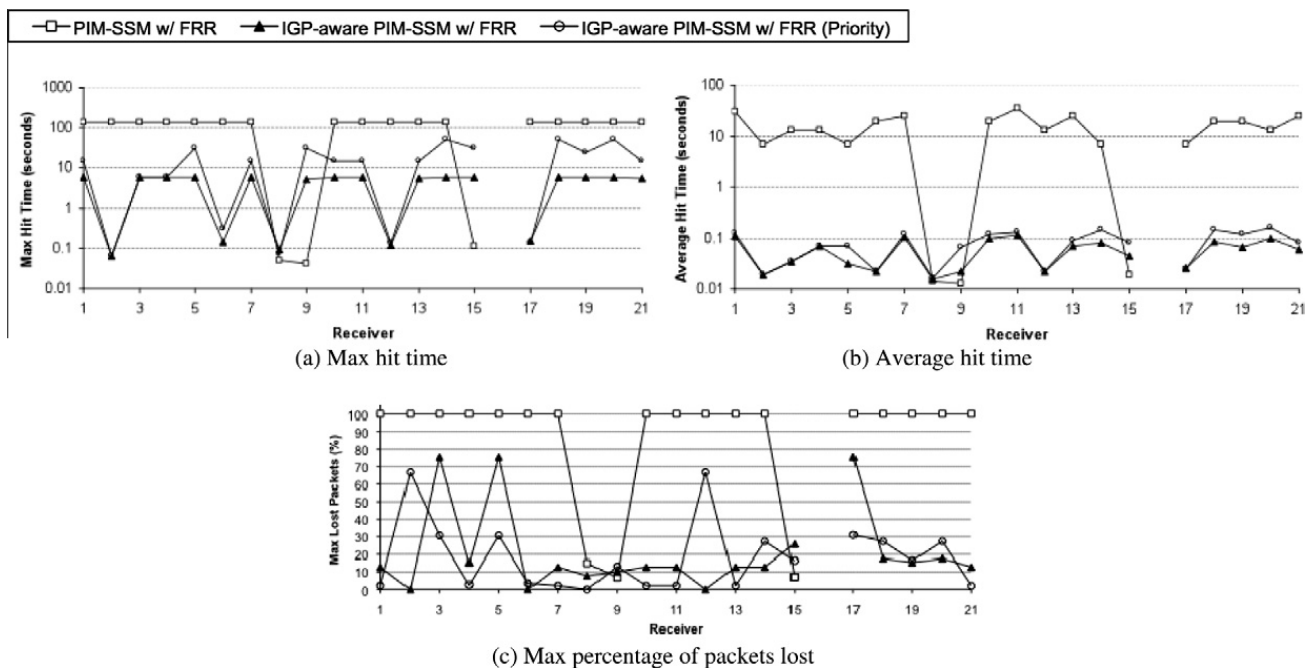 PIM-SSM w/ FRR IGP-aware PIM-SSM w/ FRR IGP-aware PIM-SSM w/ FRR (Priority)
Max Hit Time (seconds)
1000
100
10
1
0.1
0.01
1 3 5 7 9 11 13 15 17 19 21
Receiver
(a) Max hit time
Average Hit Time (seconds)
100
10
1
0.1
0.01
1 3 5 7 9 11 13 15 17 19 21
Receiver
(b) Average hit time
Max Lost Packets (%)
100
90
80
70
60
50
40
30
20
10
0
1 3 5 7 9 11 13 15 17 19 21
Receiver
(c) Max percentage of packets lost